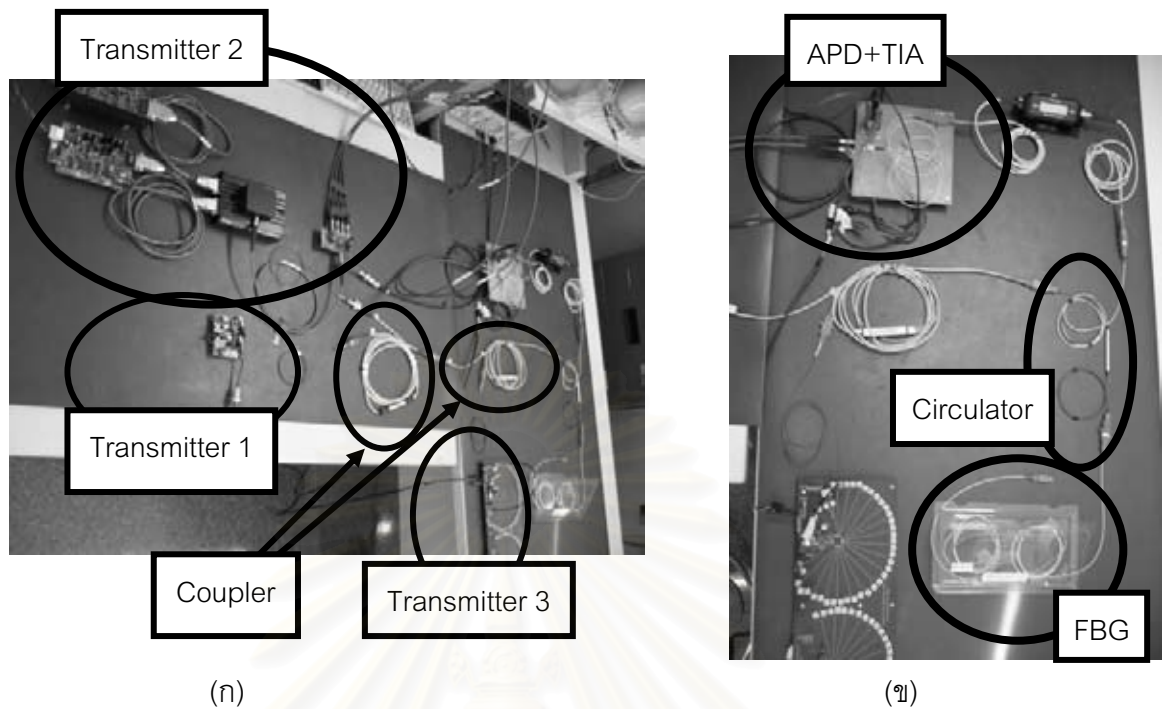 Transmitter 2
Transmitter 1
Coupler
Transmitter 3
(ก)
APD+TIA
Circulator
FBG
(ข)